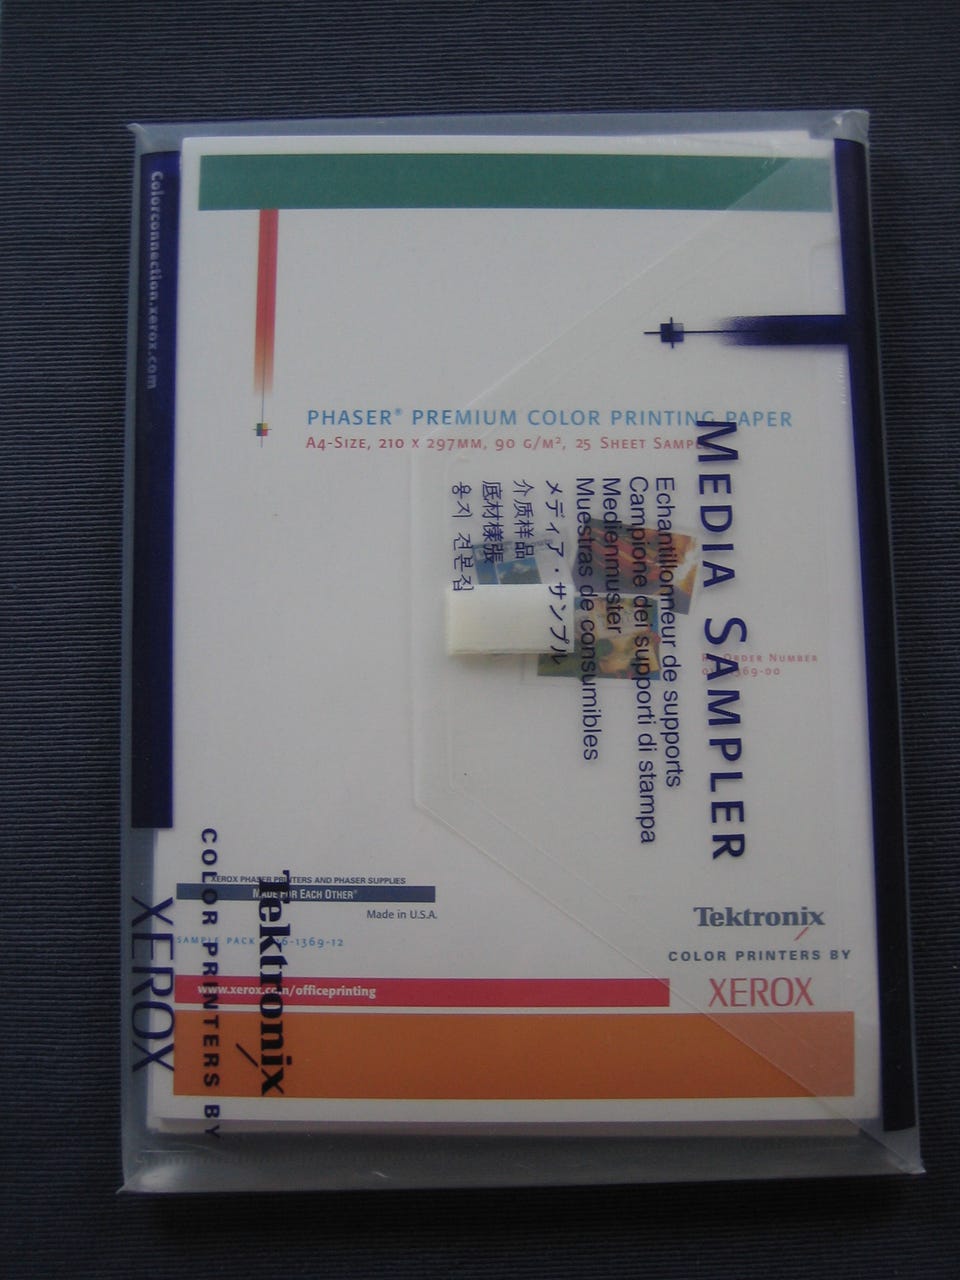 Colorconnection.xerox.com
PHASER® PREMIUM COLOR PRINTING PAPER
A4-SIZE, 210 X 297MM, 90 G/M², 25 SHEET
MEDIA SAMPLER
Echantillonneur de supports
Campione dei supporti di stampa
Medienmuster
Muestras de consumibles
メディア・サンプル
介质样品
底材樣張
용지 견본집
ORDER NUMBER
XEROX PHASER PRINTERS AND PHASER SUPPLIES
MADE FOR EACH OTHER®
Made in U.S.A.
SAMPLE PACK
www.xerox.com/officeprinting
Tektronix
COLOR PRINTERS BY
XEROX
Tektronix
COLOR PRINTERS BY
XEROX